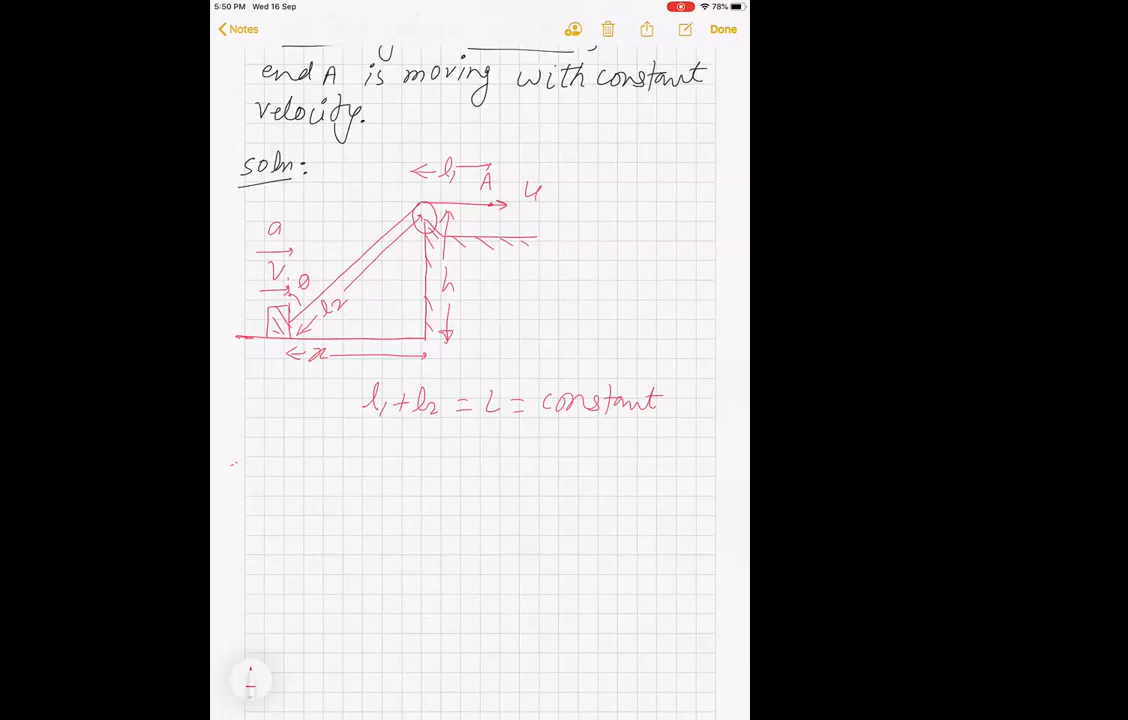 5:50 PM Wed 16 Sep
78%
Notes
Done
end A is moving with constant
velocity.
soln:
l1
A
u
a
v
θ
l2
h
x
l1 + l2 = L = constant